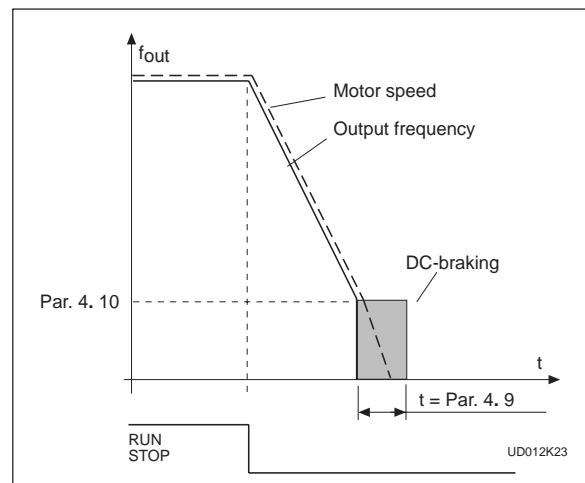 fout
Motor speed
Output frequency
DC-braking
Par. 4. 10
t
t = Par. 4. 9
RUN
STOP
UD012K23